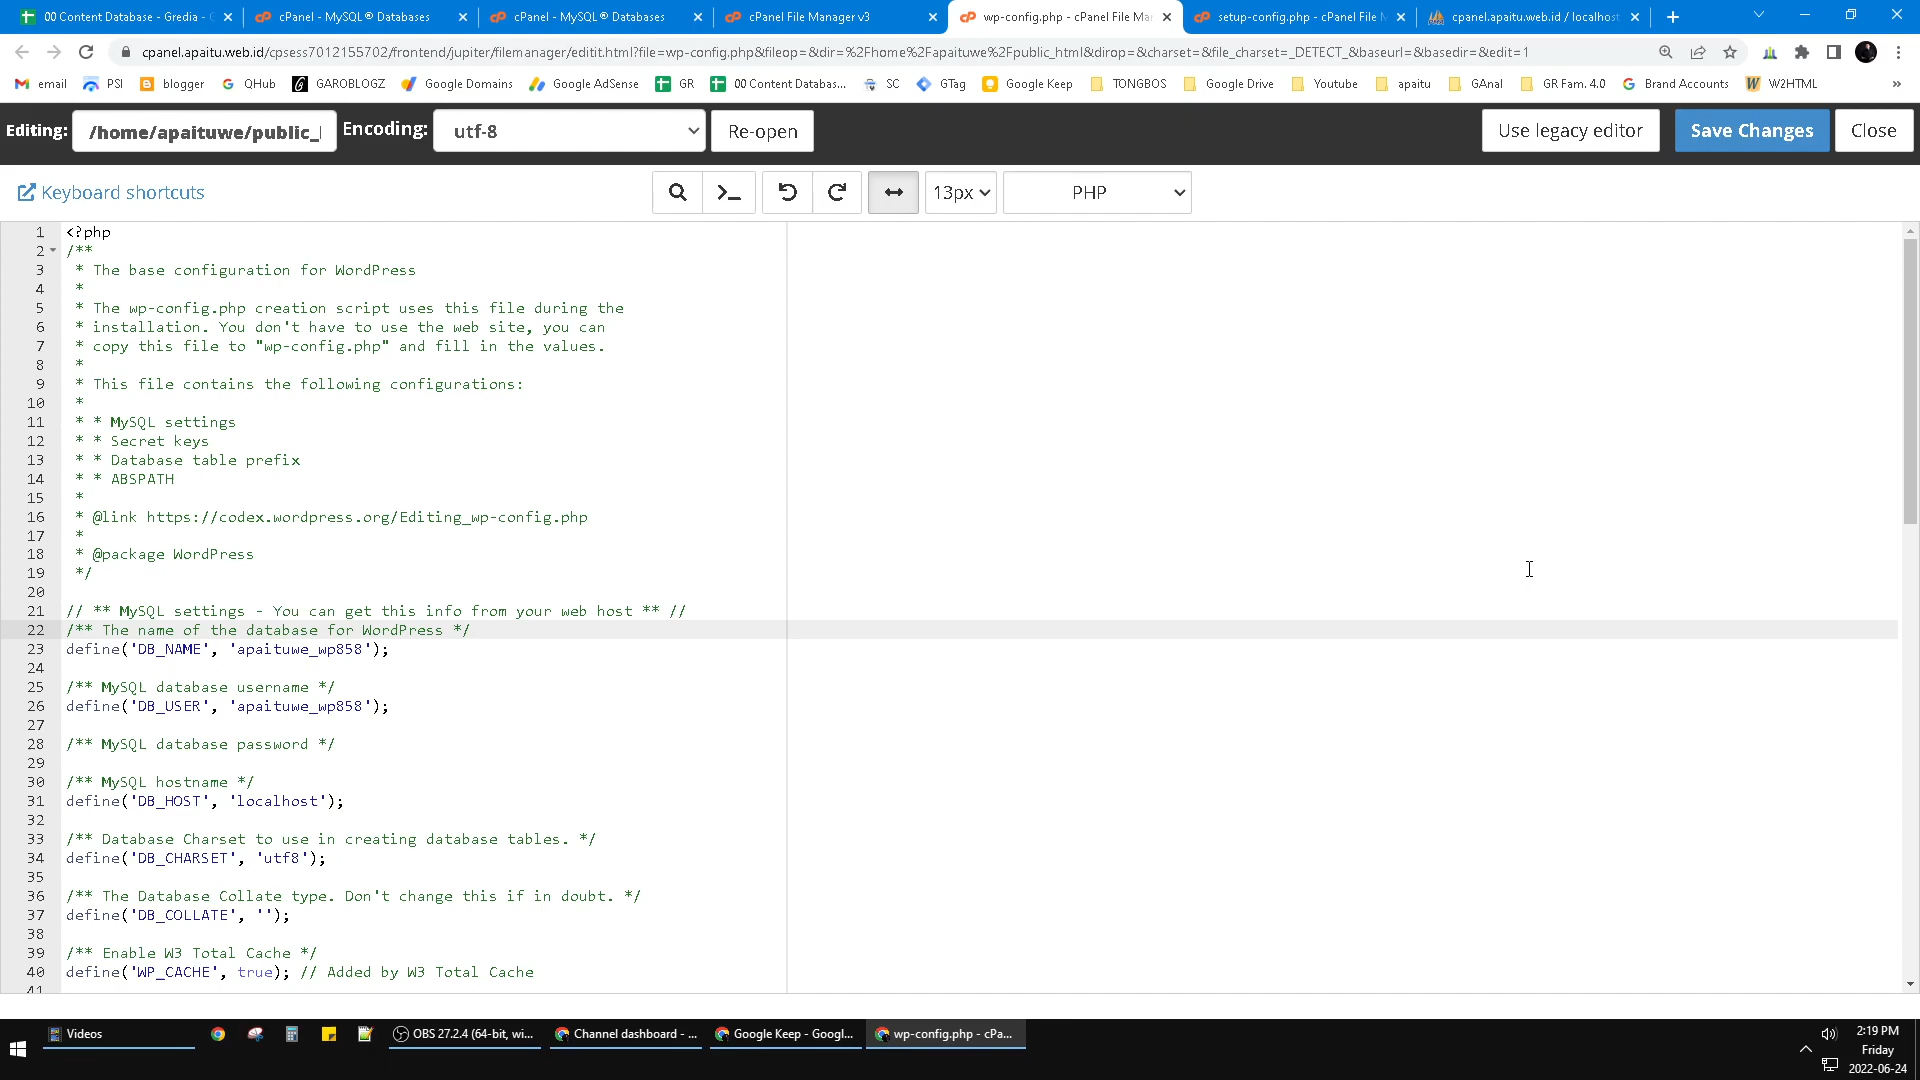 00 Content Database - Gredia - G
cPanel - MySQL® Databases
cPanel - MySQL® Databases
cPanel File Manager v3
wp-config.php - cPanel File Ma
setup-config.php - cPanel File M
cpanel.apaitu.web.id / localhost
cpanel.apaitu.web.id/cpsess7012155702/frontend/jupiter/filemanager/editit.html?file=wp-config.php&fileop=&dir=%2Fhome%2Fapaituwe%2Fpublic_html&dirop=&charset=&file_charset=_DETECT_&baseurl=&basedir=&edit=1
email PSI blogger QHub GAROBLOGZ Google Domains Google AdSense GR 00 Content Databas... SC GTag Google Keep TONGBOS Google Drive Youtube apaitu GAnal GR Fam. 4.0 Brand Accounts W2HTML »
Editing: /home/apaituwe/public_ Encoding: utf-8 Re-open Use legacy editor Save Changes Close
Keyboard shortcuts 13px PHP
1 <?php
2 /**
3 * The base configuration for WordPress
4 *
5 * The wp-config.php creation script uses this file during the
6 * installation. You don't have to use the web site, you can
7 * copy this file to "wp-config.php" and fill in the values.
8 *
9 * This file contains the following configurations:
10 *
11 * * MySQL settings
12 * * Secret keys
13 * * Database table prefix
14 * * ABSPATH
15 *
16 * @link https://codex.wordpress.org/Editing_wp-config.php
17 *
18 * @package WordPress
19 */
20
21 // ** MySQL settings - You can get this info from your web host ** //
22 /** The name of the database for WordPress */
23 define('DB_NAME', 'apaituwe_wp858');
24
25 /** MySQL database username */
26 define('DB_USER', 'apaituwe_wp858');
27
28 /** MySQL database password */
29
30 /** MySQL hostname */
31 define('DB_HOST', 'localhost');
32
33 /** Database Charset to use in creating database tables. */
34 define('DB_CHARSET', 'utf8');
35
36 /** The Database Collate type. Don't change this if in doubt. */
37 define('DB_COLLATE', '');
38
39 /** Enable W3 Total Cache */
40 define('WP_CACHE', true); // Added by W3 Total Cache
41
Videos
OBS 27.2.4 (64-bit, wi...
Channel dashboard - ...
Google Keep - Googl...
wp-config.php - cPa...
2:19 PM
Friday
2022-06-24